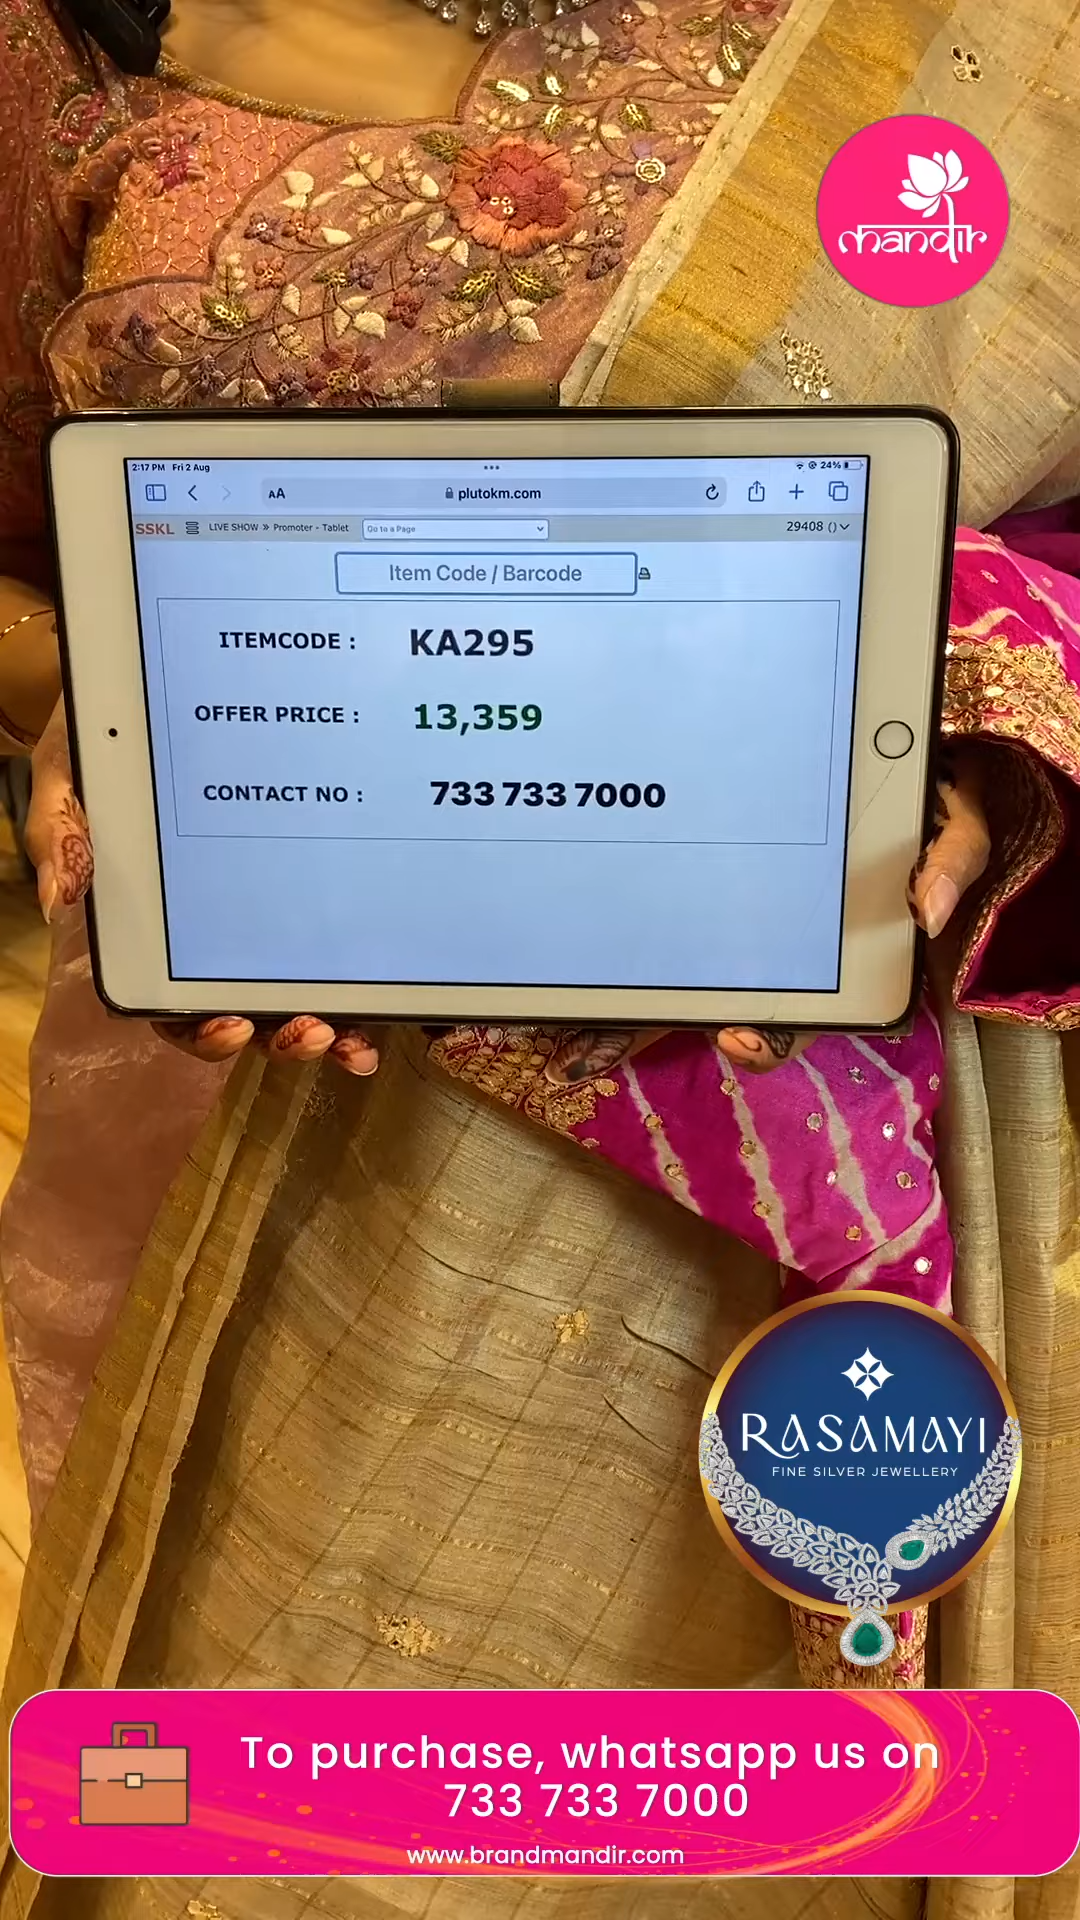 mandir
2:17 PM Fri 2 Aug
24%
AA plutokm.com
SSKL LIVE SHOW » Promoter - Tablet Go to a Page 29408 ()
Item Code / Barcode
ITEMCODE : KA295
OFFER PRICE : 13,359
CONTACT NO : 733 733 7000
RASAMAYI
FINE SILVER JEWELLERY
To purchase, whatsapp us on
733 733 7000
www.brandmandir.com